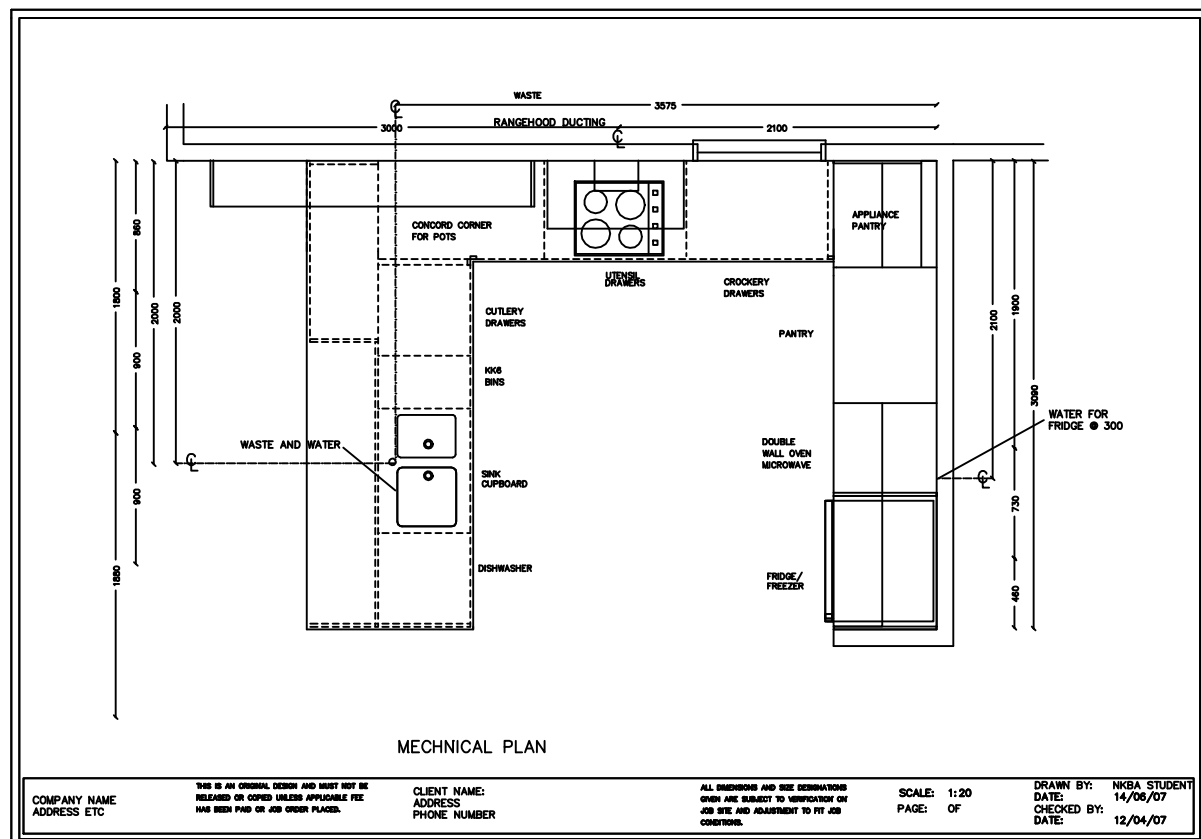 WASTE
3575
3000
RANGEHOOD DUCTING
2100
CONCORD CORNER
FOR POTS
APPLIANCE
PANTRY
UTENSIL
DRAWERS
CROCKERY
DRAWERS
CUTLERY
DRAWERS
PANTRY
KK6
BINS
WASTE AND WATER
SINK
CUPBOARD
DOUBLE
WALL OVEN
MICROWAVE
DISHWASHER
FRIDGE/
FREEZER
WATER FOR
FRIDGE @ 300
1800
1880
2000
860
900
900
2000
2100
1900
730
460
3090
MECHNICAL PLAN
COMPANY NAME
ADDRESS ETC
THIS IS AN ORIGINAL DESIGN AND MUST NOT BE
RELEASED OR COPIED UNLESS APPLICABLE FEE
HAS BEEN PAID OR JOB ORDER PLACED.
CLIENT NAME:
ADDRESS
PHONE NUMBER
ALL DIMENSIONS AND SIZE DESIGNATIONS
GIVEN ARE SUBJECT TO VERIFICATION ON
JOB SITE AND ADJUSTMENT TO FIT JOB
CONDITIONS.
SCALE: 1:20
PAGE: OF
DRAWN BY: NKBA STUDENT
DATE: 14/06/07
CHECKED BY:
DATE: 12/04/07